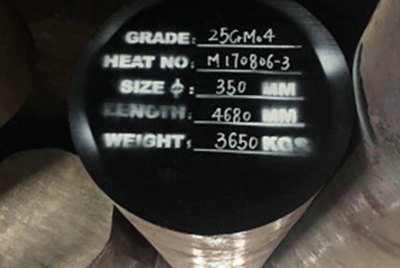 GRADE: 25CrMo4
HEAT NO: M170806-3
SIZE ϕ: 350 MM
LENGTH: 4680 MM
WEIGHT: 3650 KGS